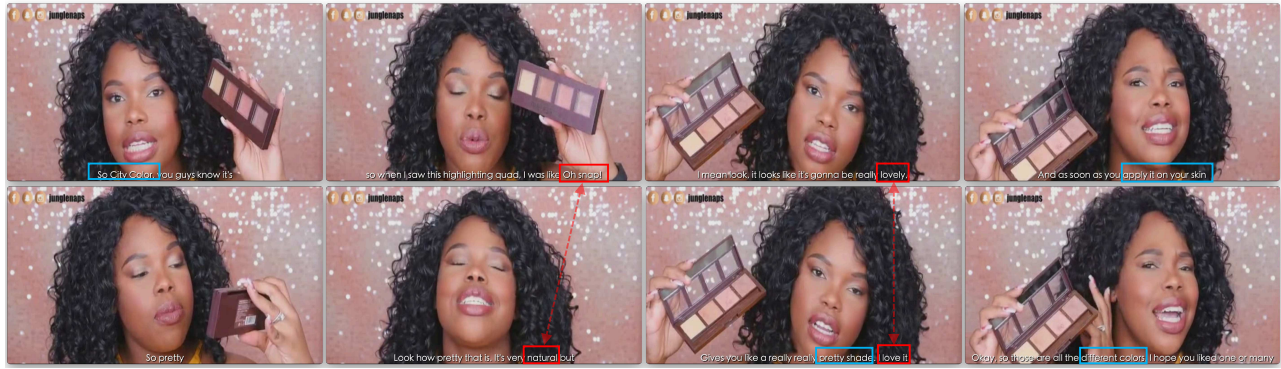 junglenaps
So City Color, you guys know it's
junglenaps
so when I saw this highlighting quad, I was like Oh snap!
junglenaps
I mean look, it looks like it's gonna be really lovely.
junglenaps
And as soon as you apply it on your skin
junglenaps
So pretty
junglenaps
Look how pretty that is. It's very natural but
junglenaps
Gives you like a really really pretty shade. I love it
junglenaps
Okay, so those are all the different colors. I hope you liked one or many